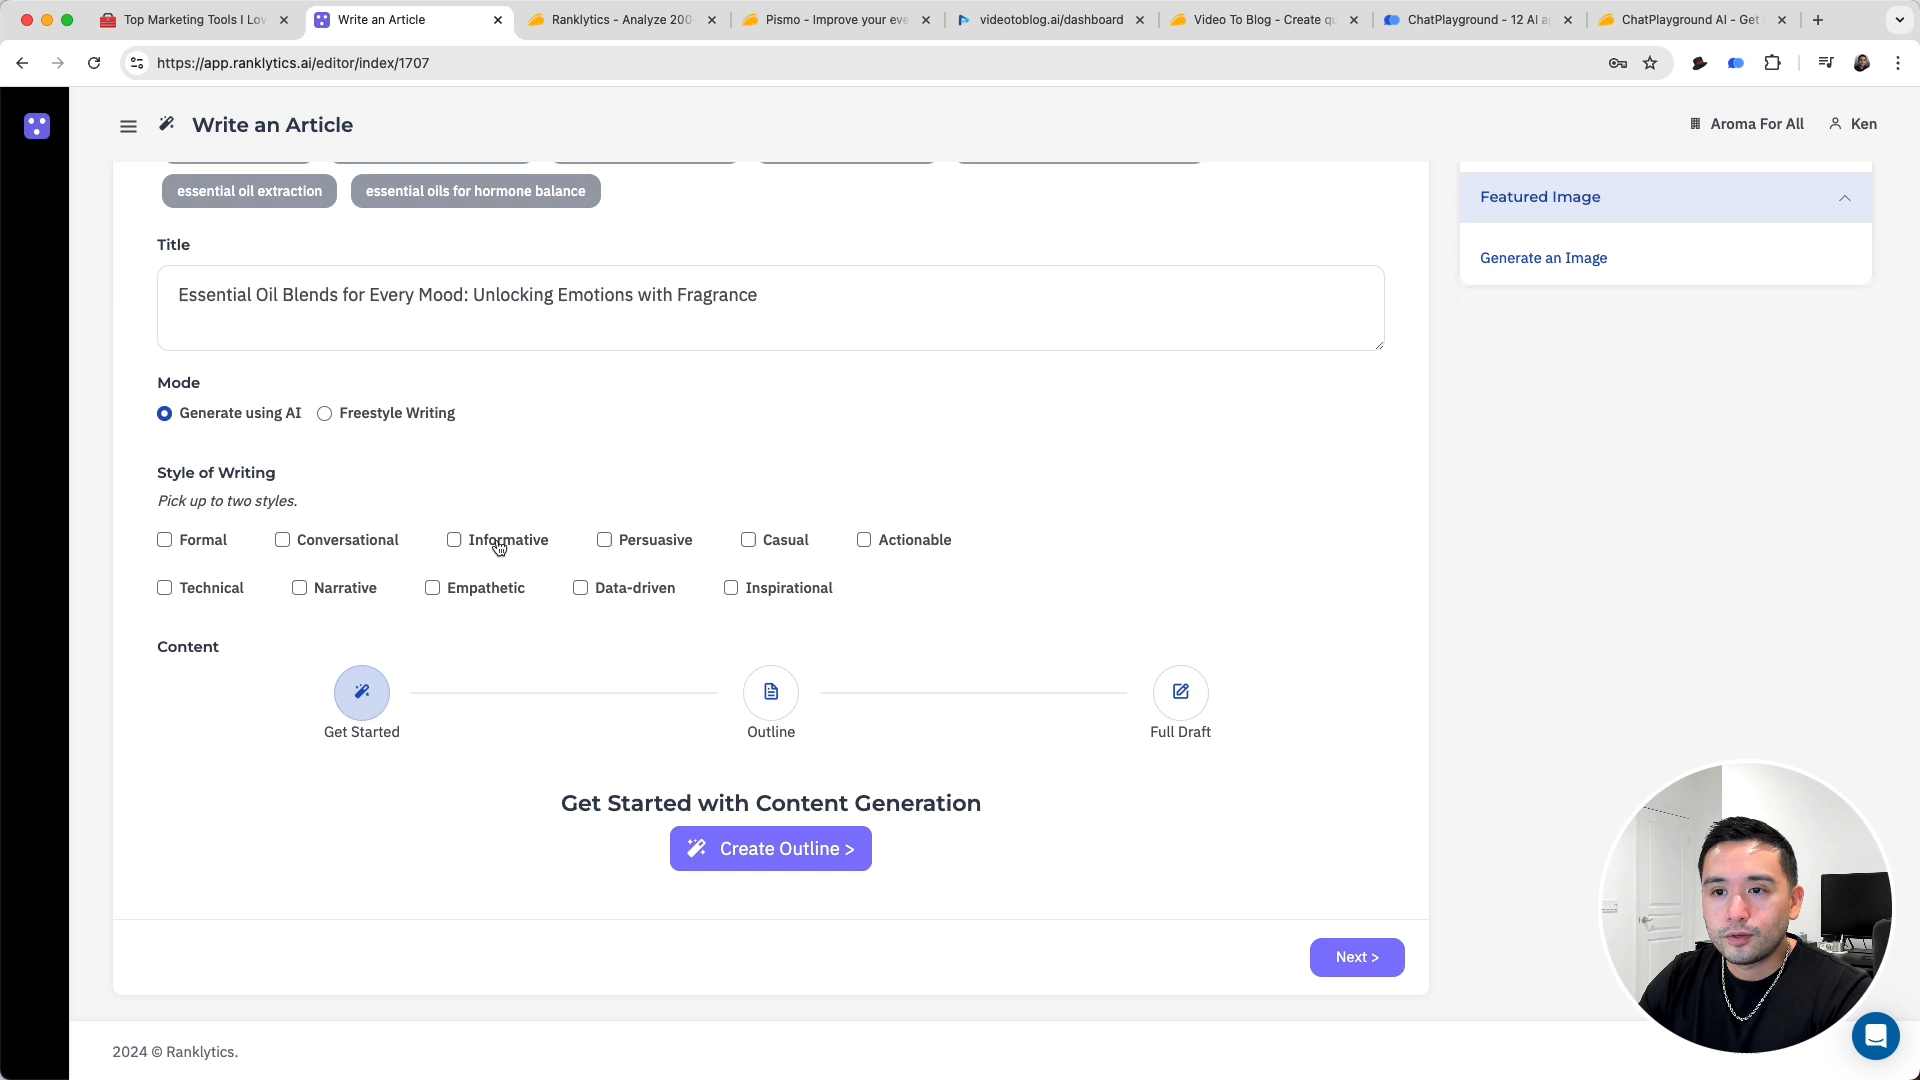 Top Marketing Tools I Lov
Write an Article
Ranklytics - Analyze 200
Pismo - Improve your eve
videotoblog.ai/dashboard
Video To Blog - Create qu
ChatPlayground - 12 AI a
ChatPlayground AI - Get
https://app.ranklytics.ai/editor/index/1707
Write an Article
Aroma For All
Ken
essential oil extraction
essential oils for hormone balance
Featured Image
Generate an Image
Title
Essential Oil Blends for Every Mood: Unlocking Emotions with Fragrance
Mode
Generate using AI
Freestyle Writing
Style of Writing
Pick up to two styles.
Formal
Conversational
Informative
Persuasive
Casual
Actionable
Technical
Narrative
Empathetic
Data-driven
Inspirational
Content
Get Started
Outline
Full Draft
Get Started with Content Generation
Create Outline >
Next >
2024 © Ranklytics.